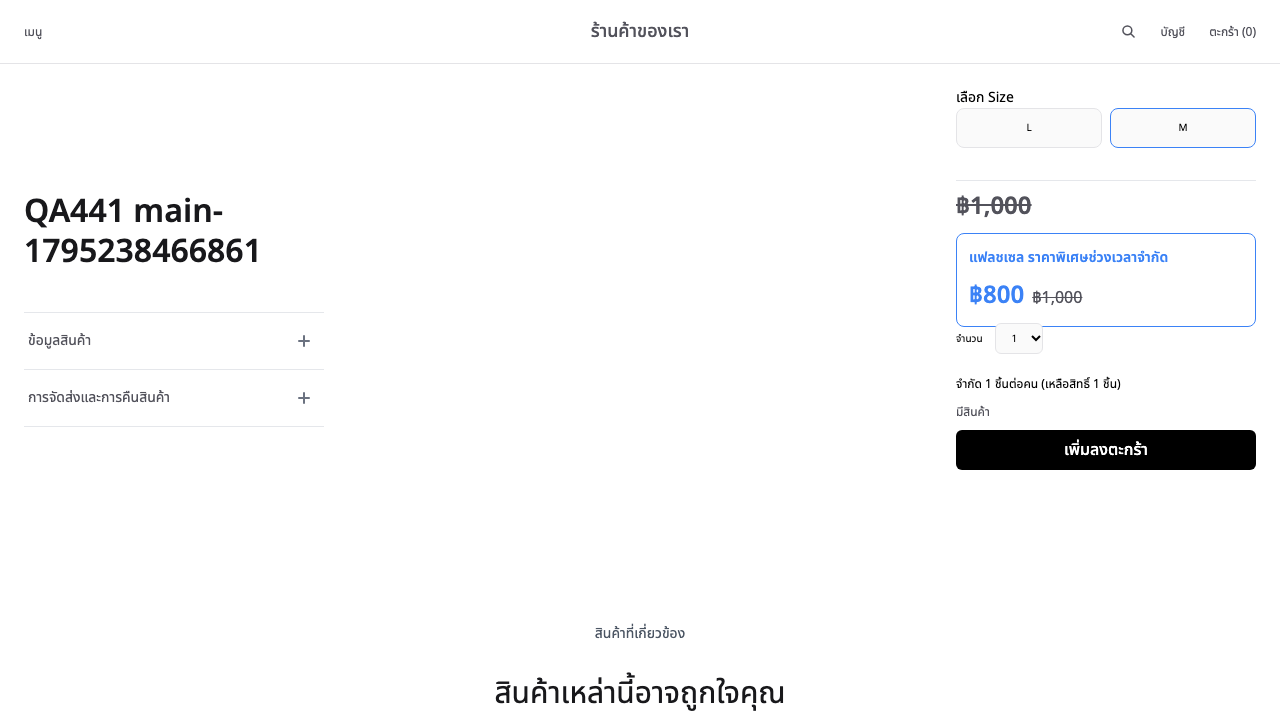 เมนู
ร้านค้าของเรา
บัญชี
ตะกร้า (0)
QA441 main-
1795238466861
ข้อมูลสินค้า
การจัดส่งและการคืนสินค้า
เลือก Size
L
M
฿1,000
แฟลชเซล ราคาพิเศษช่วงเวลาจำกัด
฿800 ฿1,000
จำนวน 1
จำกัด 1 ชิ้นต่อคน (เหลือสิทธิ์ 1 ชิ้น)
มีสินค้า
เพิ่มลงตะกร้า
สินค้าที่เกี่ยวข้อง
สินค้าเหล่านี้อาจถูกใจคุณ